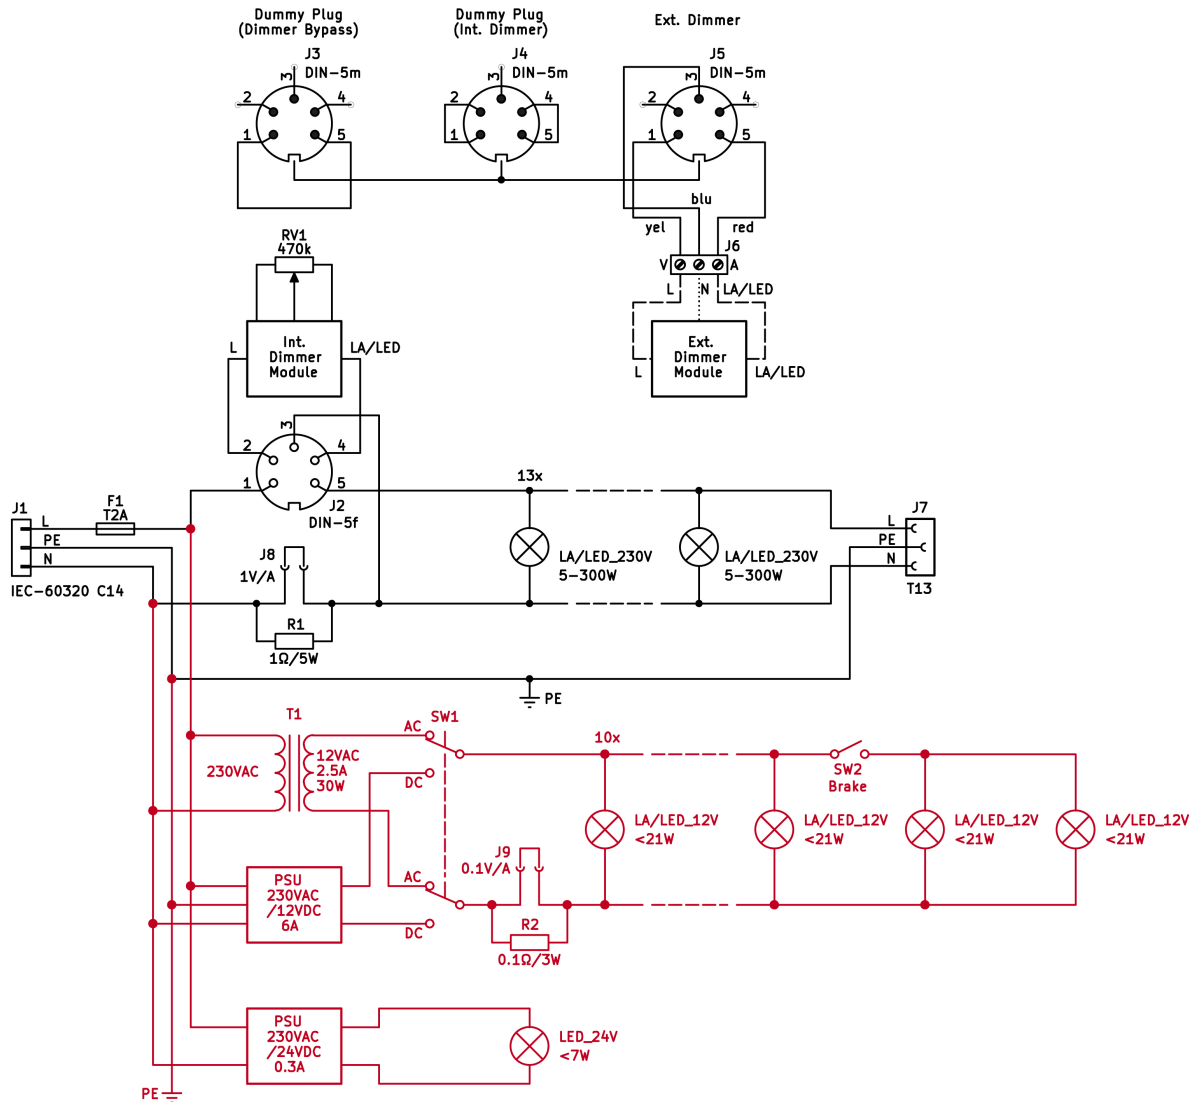 Dummy Plug
(Dimmer Bypass)
J3
DIN-5m
3
2
4
1
5
Dummy Plug
(Int. Dimmer)
J4
DIN-5m
3
2
4
1
5
Ext. Dimmer
J5
DIN-5m
3
2
4
1
5
blu
yel
red
J6
V
A
L
N
LA/LED
Ext.
Dimmer
Module
L
LA/LED
RV1
470k
L
LA/LED
Int.
Dimmer
Module
3
2
4
1
5
J2
DIN-5f
J1
L
PE
N
IEC-60320 C14
F1
T2A
J8
1V/A
R1
1Ω/5W
13x
LA/LED_230V
5-300W
LA/LED_230V
5-300W
J7
L
PE
N
T13
PE
T1
230VAC
12VAC
2.5A
30W
AC
SW1
DC
AC
DC
10x
SW2
Brake
LA/LED_12V
<21W
LA/LED_12V
<21W
LA/LED_12V
<21W
LA/LED_12V
<21W
J9
0.1V/A
R2
0.1Ω/3W
PSU
230VAC
/12VDC
6A
PSU
230VAC
/24VDC
0.3A
LED_24V
<7W
PE